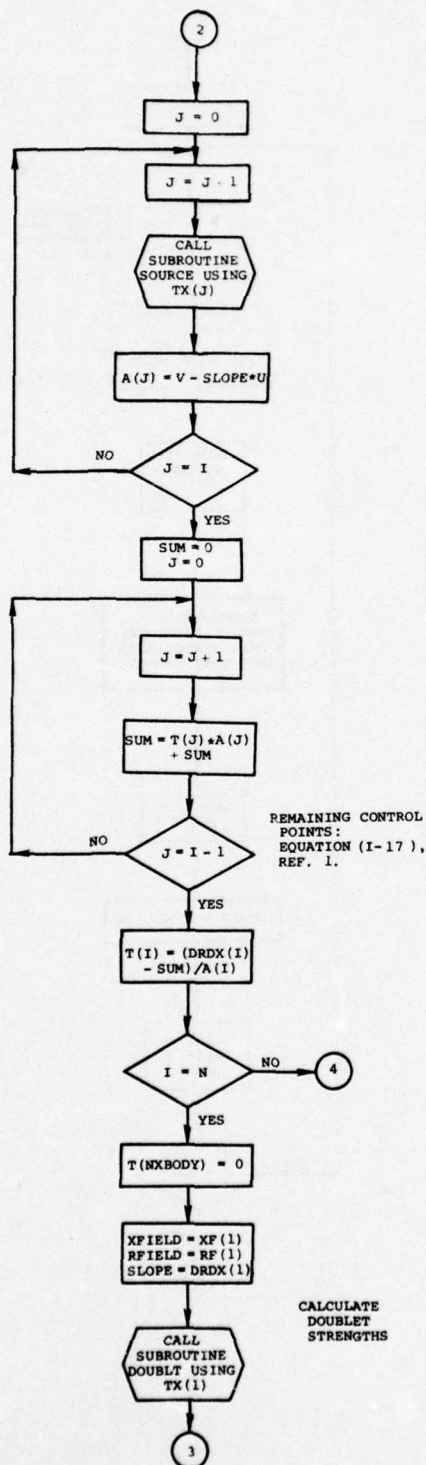 2
J = 0
J = J + 1
CALL
SUBROUTINE
SOURCE USING
TX(J)
A(J) = V - SLOPE*U
NO
J = I
YES
SUM = 0
J = 0
J = J + 1
SUM = T(J)*A(J)
+ SUM
REMAINING CONTROL
POINTS:
EQUATION (I-17),
REF. 1.
NO
J = I - 1
YES
T(I) = (DRDX(I)
- SUM)/A(I)
I = N
NO
4
YES
T(NXBODY) = 0
XFIELD = XF(1)
RFIELD = RF(1)
SLOPE = DRDX(1)
CALCULATE
DOUBLET
STRENGTHS
CALL
SUBROUTINE
DOUBLT USING
TX(1)
3